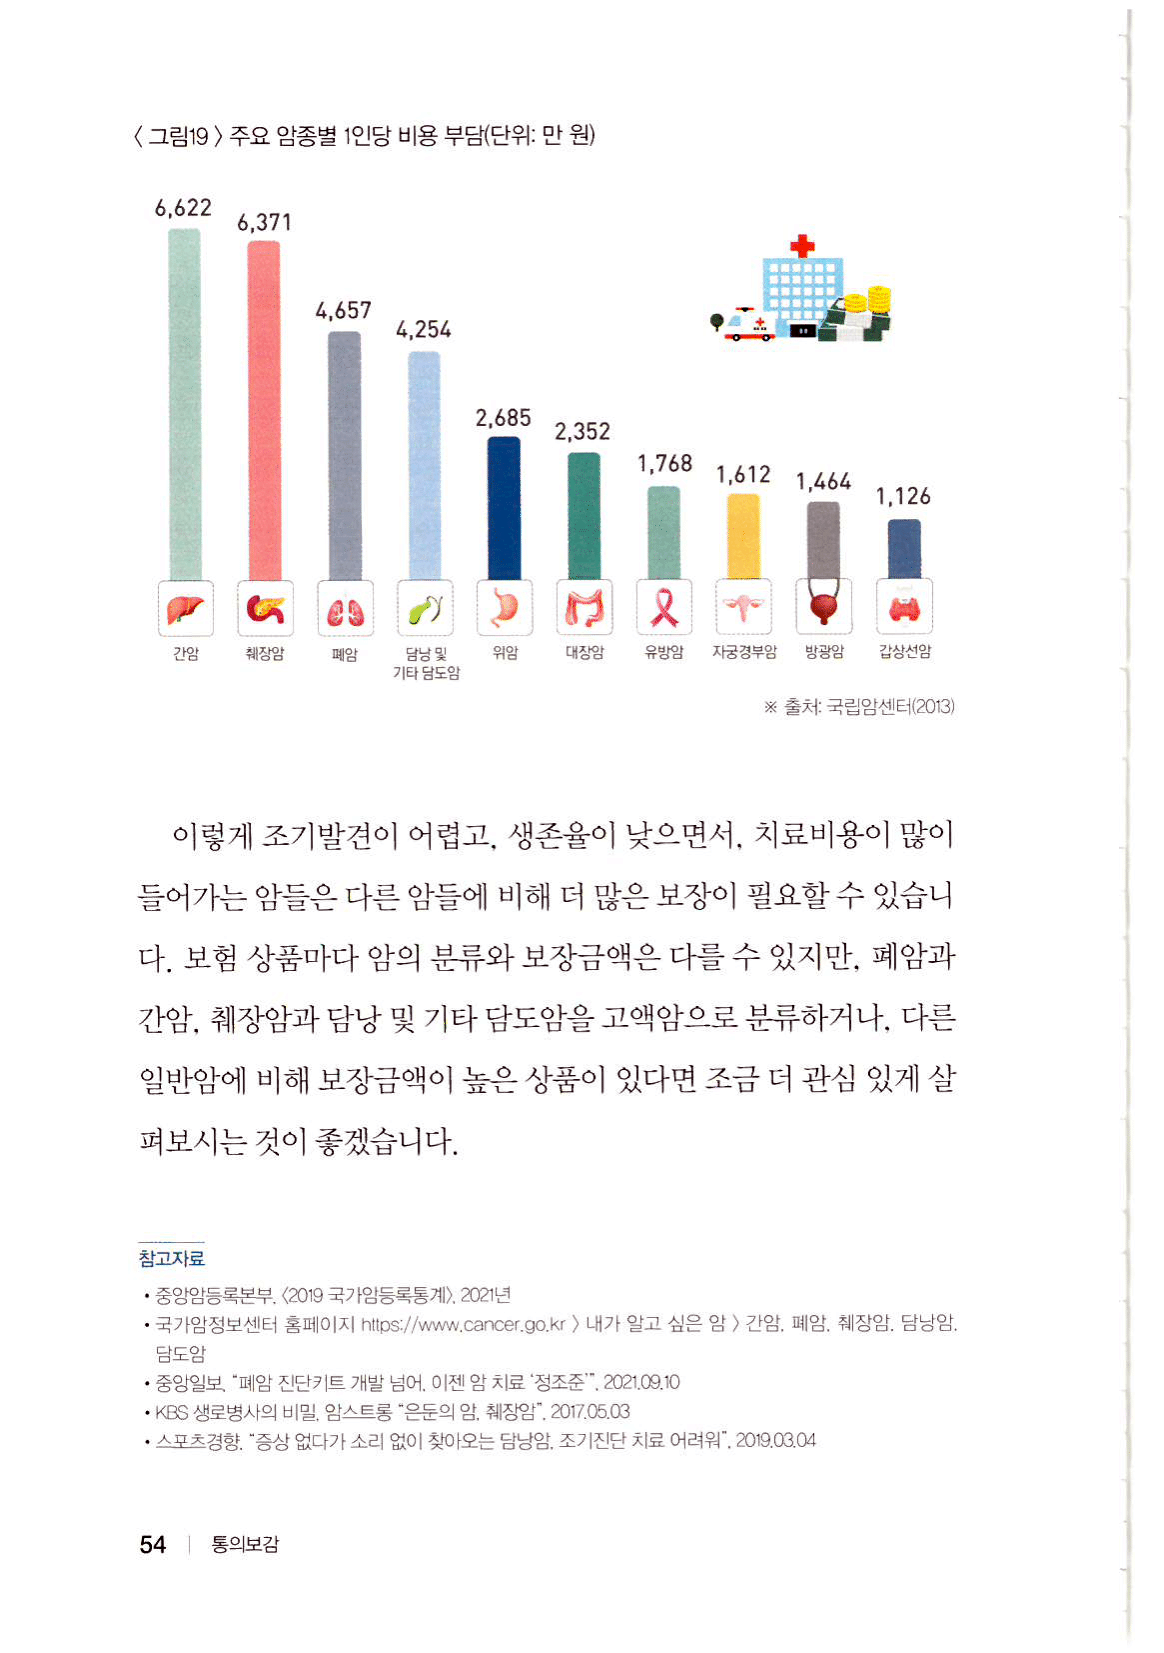 〈 그림19 〉 주요 암종별 1인당 비용 부담(단위: 만 원)
6,622
6,371
4,657
4,254
2,685
2,352
1,768
1,612
1,464
1,126
간암
췌장암
폐암
담낭 및
기타 담도암
위암
대장암
유방암
자궁경부암
방광암
갑상선암
※ 출처: 국립암센터(2013)
이렇게 조기발견이 어렵고, 생존율이 낮으면서, 치료비용이 많이
들어가는 암들은 다른 암들에 비해 더 많은 보장이 필요할 수 있습니
다. 보험 상품마다 암의 분류와 보장금액은 다를 수 있지만, 폐암과
간암, 췌장암과 담낭 및 기타 담도암을 고액암으로 분류하거나, 다른
일반암에 비해 보장금액이 높은 상품이 있다면 조금 더 관심 있게 살
펴보시는 것이 좋겠습니다.
참고자료
• 중앙암등록본부, 〈2019 국가암등록통계〉, 2021년
• 국가암정보센터 홈페이지 https://www.cancer.go.kr 〉 내가 알고 싶은 암 〉 간암, 폐암, 췌장암, 담낭암,
담도암
• 중앙일보, “폐암 진단키트 개발 넘어, 이젠 암 치료 ‘정조준’”, 2021.09.10
• KBS 생로병사의 비밀, 암스트롱 “은둔의 암, 췌장암”, 2017.05.03
• 스포츠경향, “증상 없다가 소리 없이 찾아오는 담낭암, 조기진단 치료 어려워”, 2019.03.04
54 | 통의보감